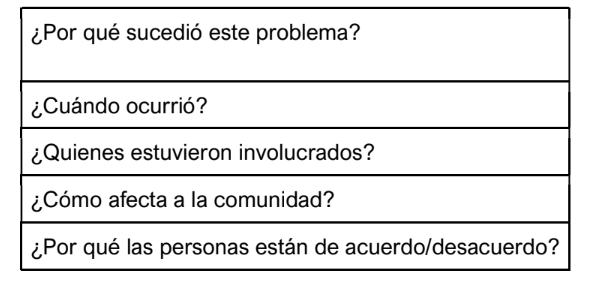 ¿Por qué sucedió este problema?
¿Cuándo ocurrió?
¿Quienes estuvieron involucrados?
¿Cómo afecta a la comunidad?
¿Por qué las personas están de acuerdo/desacuerdo?